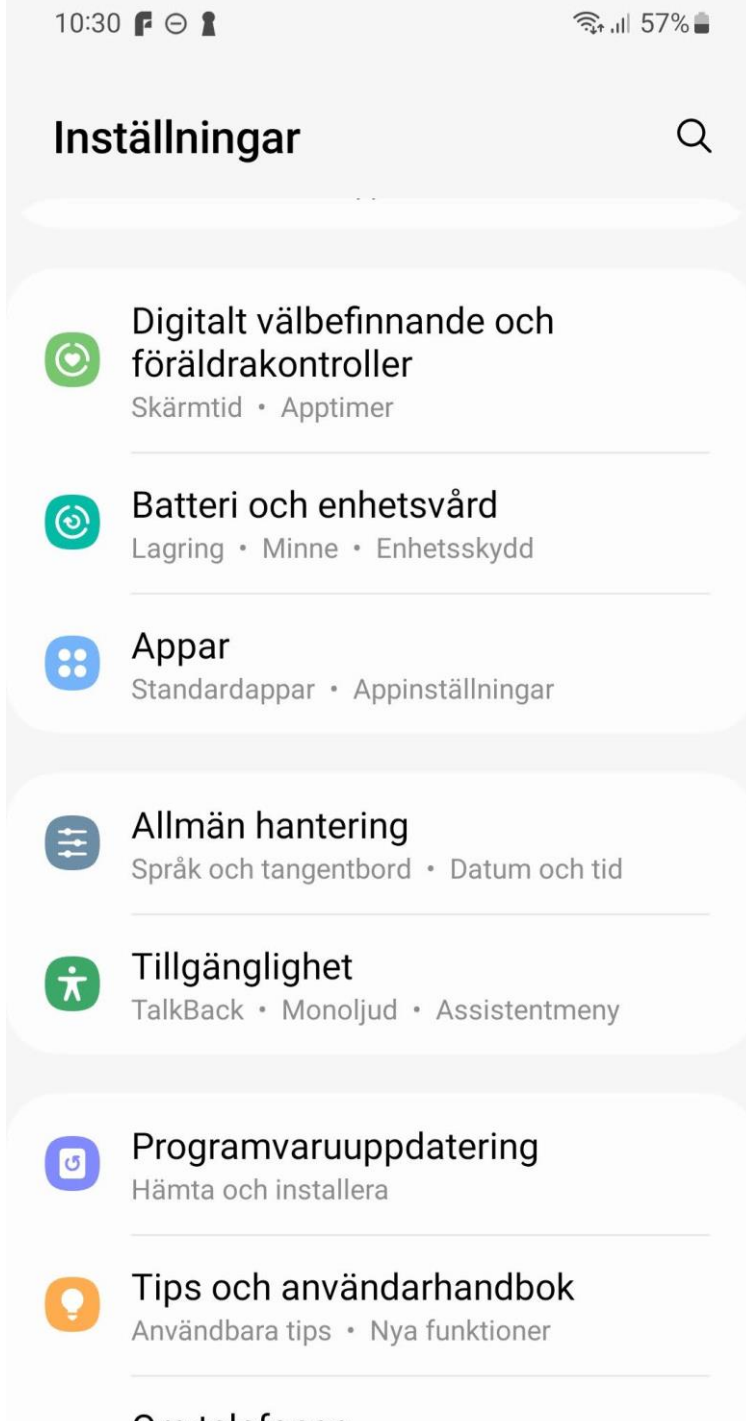 10:30
57%
Inställningar
Digitalt välbefinnande och
föräldrakontroller
Skärmtid • Apptimer
Batteri och enhetsvård
Lagring • Minne • Enhetsskydd
Appar
Standardappar • Appinställningar
Allmän hantering
Språk och tangentbord • Datum och tid
Tillgänglighet
TalkBack • Monoljud • Assistentmeny
Programvaruuppdatering
Hämta och installera
Tips och användarhandbok
Användbara tips • Nya funktioner